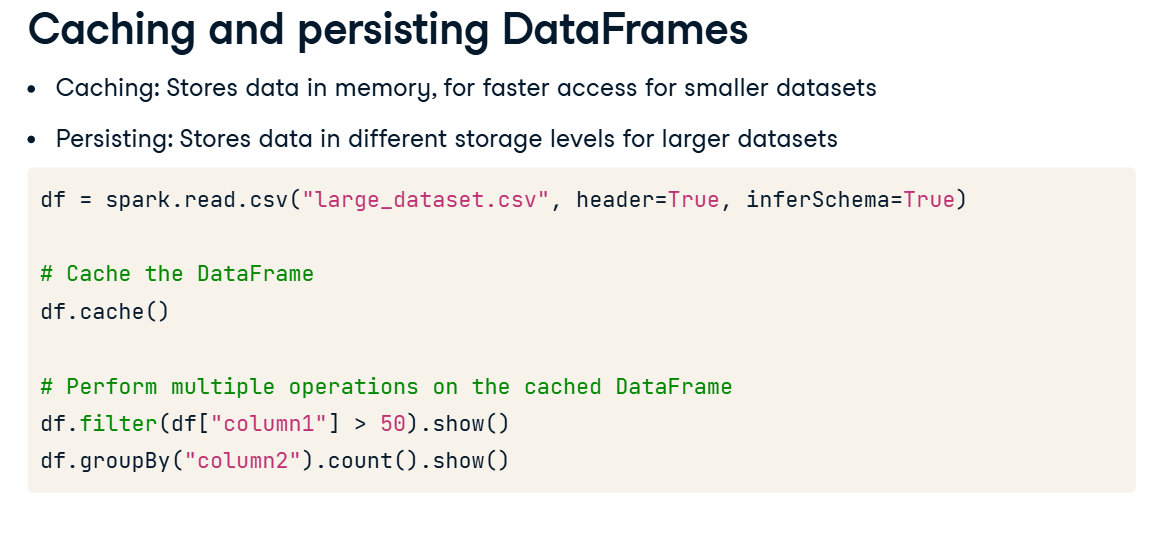 Caching and persisting DataFrames
• Caching: Stores data in memory, for faster access for smaller datasets
• Persisting: Stores data in different storage levels for larger datasets
df = spark.read.csv("large_dataset.csv", header=True, inferSchema=True)
# Cache the DataFrame
df.cache()
# Perform multiple operations on the cached DataFrame
df.filter(df["column1"] > 50).show()
df.groupBy("column2").count().show()